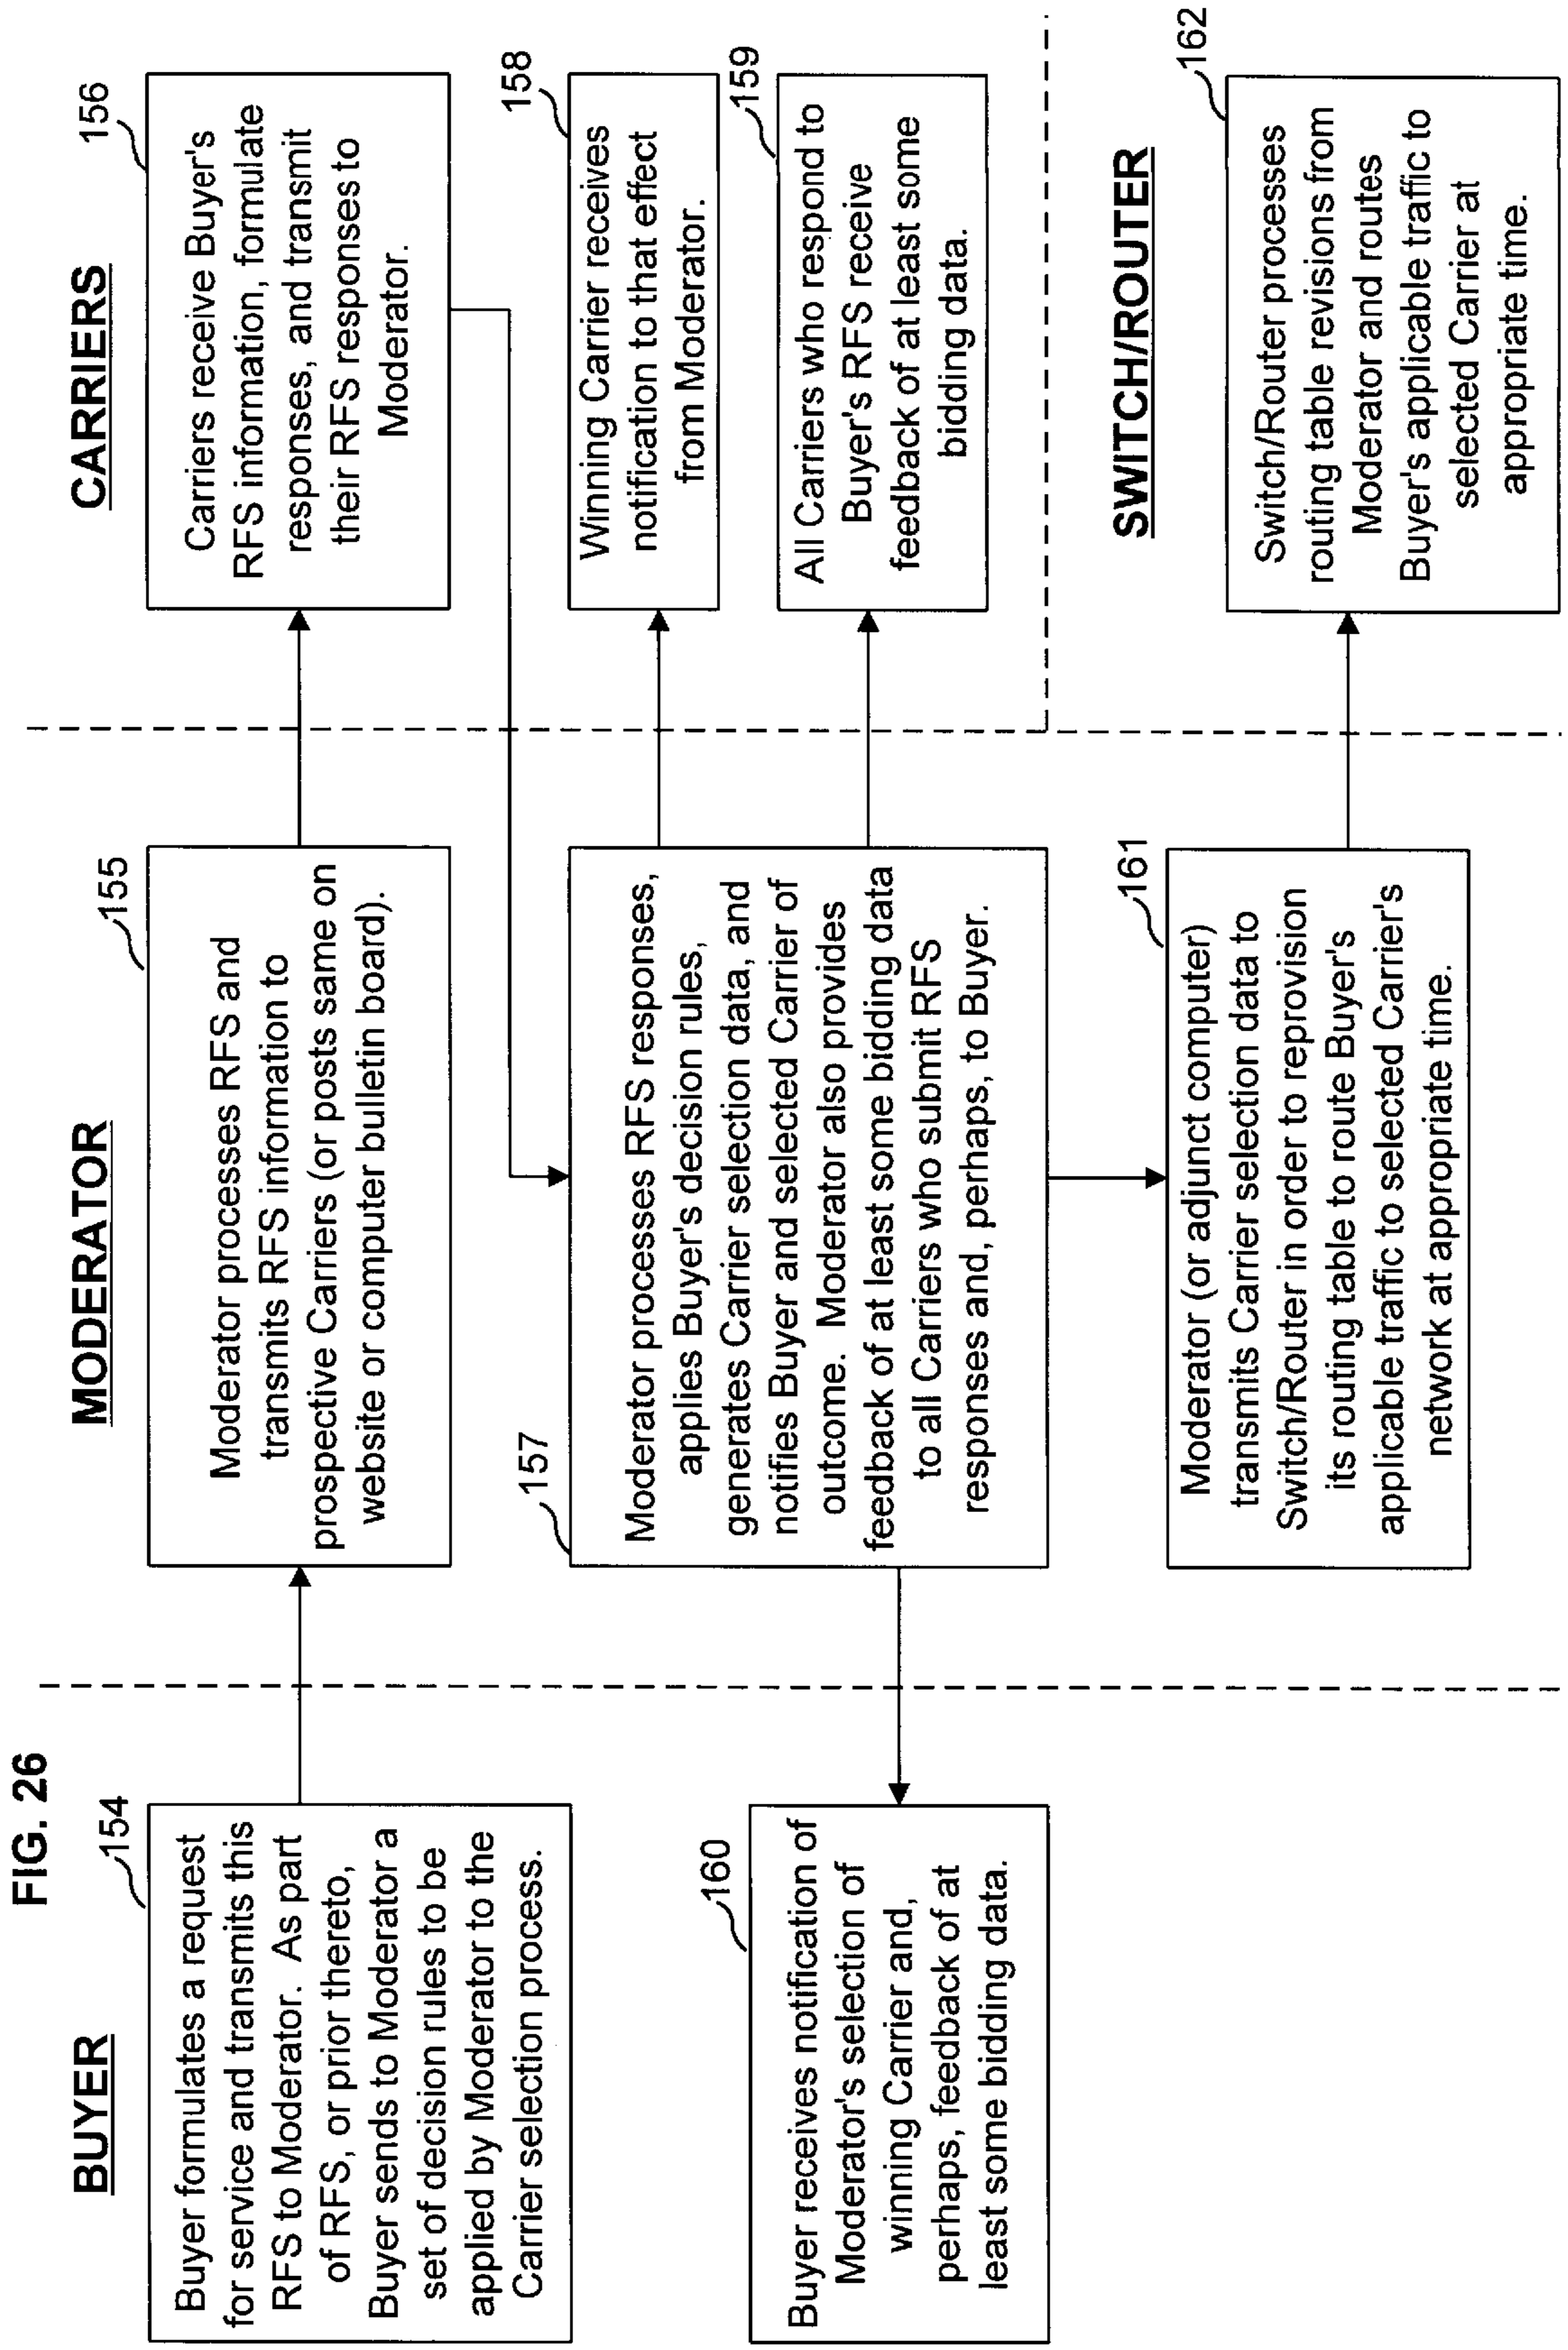 FIG. 26
BUYER
MODERATOR
CARRIERS
154
Buyer formulates a request
for service and transmits this
RFS to Moderator. As part
of RFS, or prior thereto,
Buyer sends to Moderator a
set of decision rules to be
applied by Moderator to the
Carrier selection process.
155
Moderator processes RFS and
transmits RFS information to
prospective Carriers (or posts same on
website or computer bulletin board).
156
Carriers receive Buyer's
RFS information, formulate
responses, and transmit
their RFS responses to
Moderator.
157
Moderator processes RFS responses,
applies Buyer's decision rules,
generates Carrier selection data, and
notifies Buyer and selected Carrier of
outcome. Moderator also provides
feedback of at least some bidding data
to all Carriers who submit RFS
responses and, perhaps, to Buyer.
158
Winning Carrier receives
notification to that effect
from Moderator.
159
All Carriers who respond to
Buyer's RFS receive
feedback of at least some
bidding data.
160
Buyer receives notification of
Moderator's selection of
winning Carrier and,
perhaps, feedback of at
least some bidding data.
161
Moderator (or adjunct computer)
transmits Carrier selection data to
Switch/Router in order to reprovision
its routing table to route Buyer's
applicable traffic to selected Carrier's
network at appropriate time.
SWITCH/ROUTER
162
Switch/Router processes
routing table revisions from
Moderator and routes
Buyer's applicable traffic to
selected Carrier at
appropriate time.